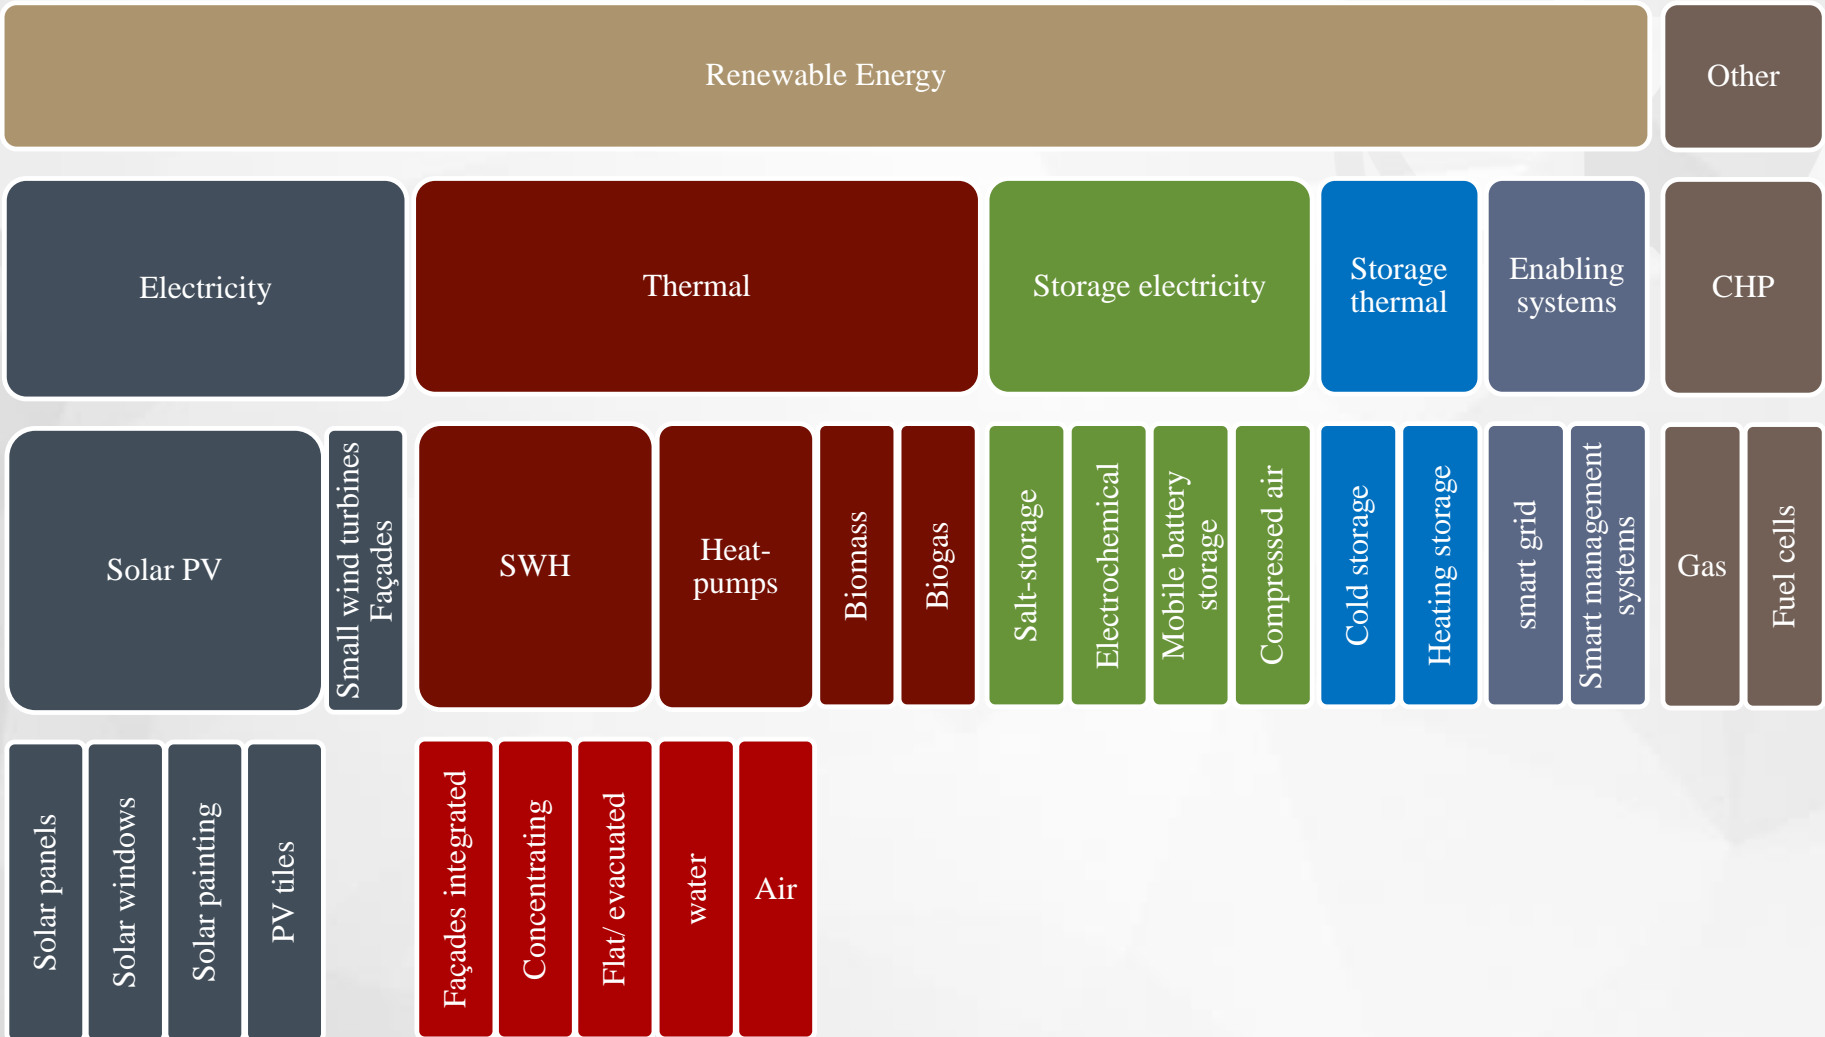 Renewable Energy
Other
Electricity
Thermal
Storage electricity
Storage
thermal
Enabling
systems
CHP
Solar PV
Small wind turbines
Façades
SWH
Heat-
pumps
Biomass
Biogas
Salt-storage
Electrochemical
Mobile battery
storage
Compressed air
Cold storage
Heating storage
smart grid
Smart management
systems
Gas
Fuel cells
Solar panels
Solar windows
Solar painting
PV tiles
Façades integrated
Concentrating
Flat/ evacuated
water
Air